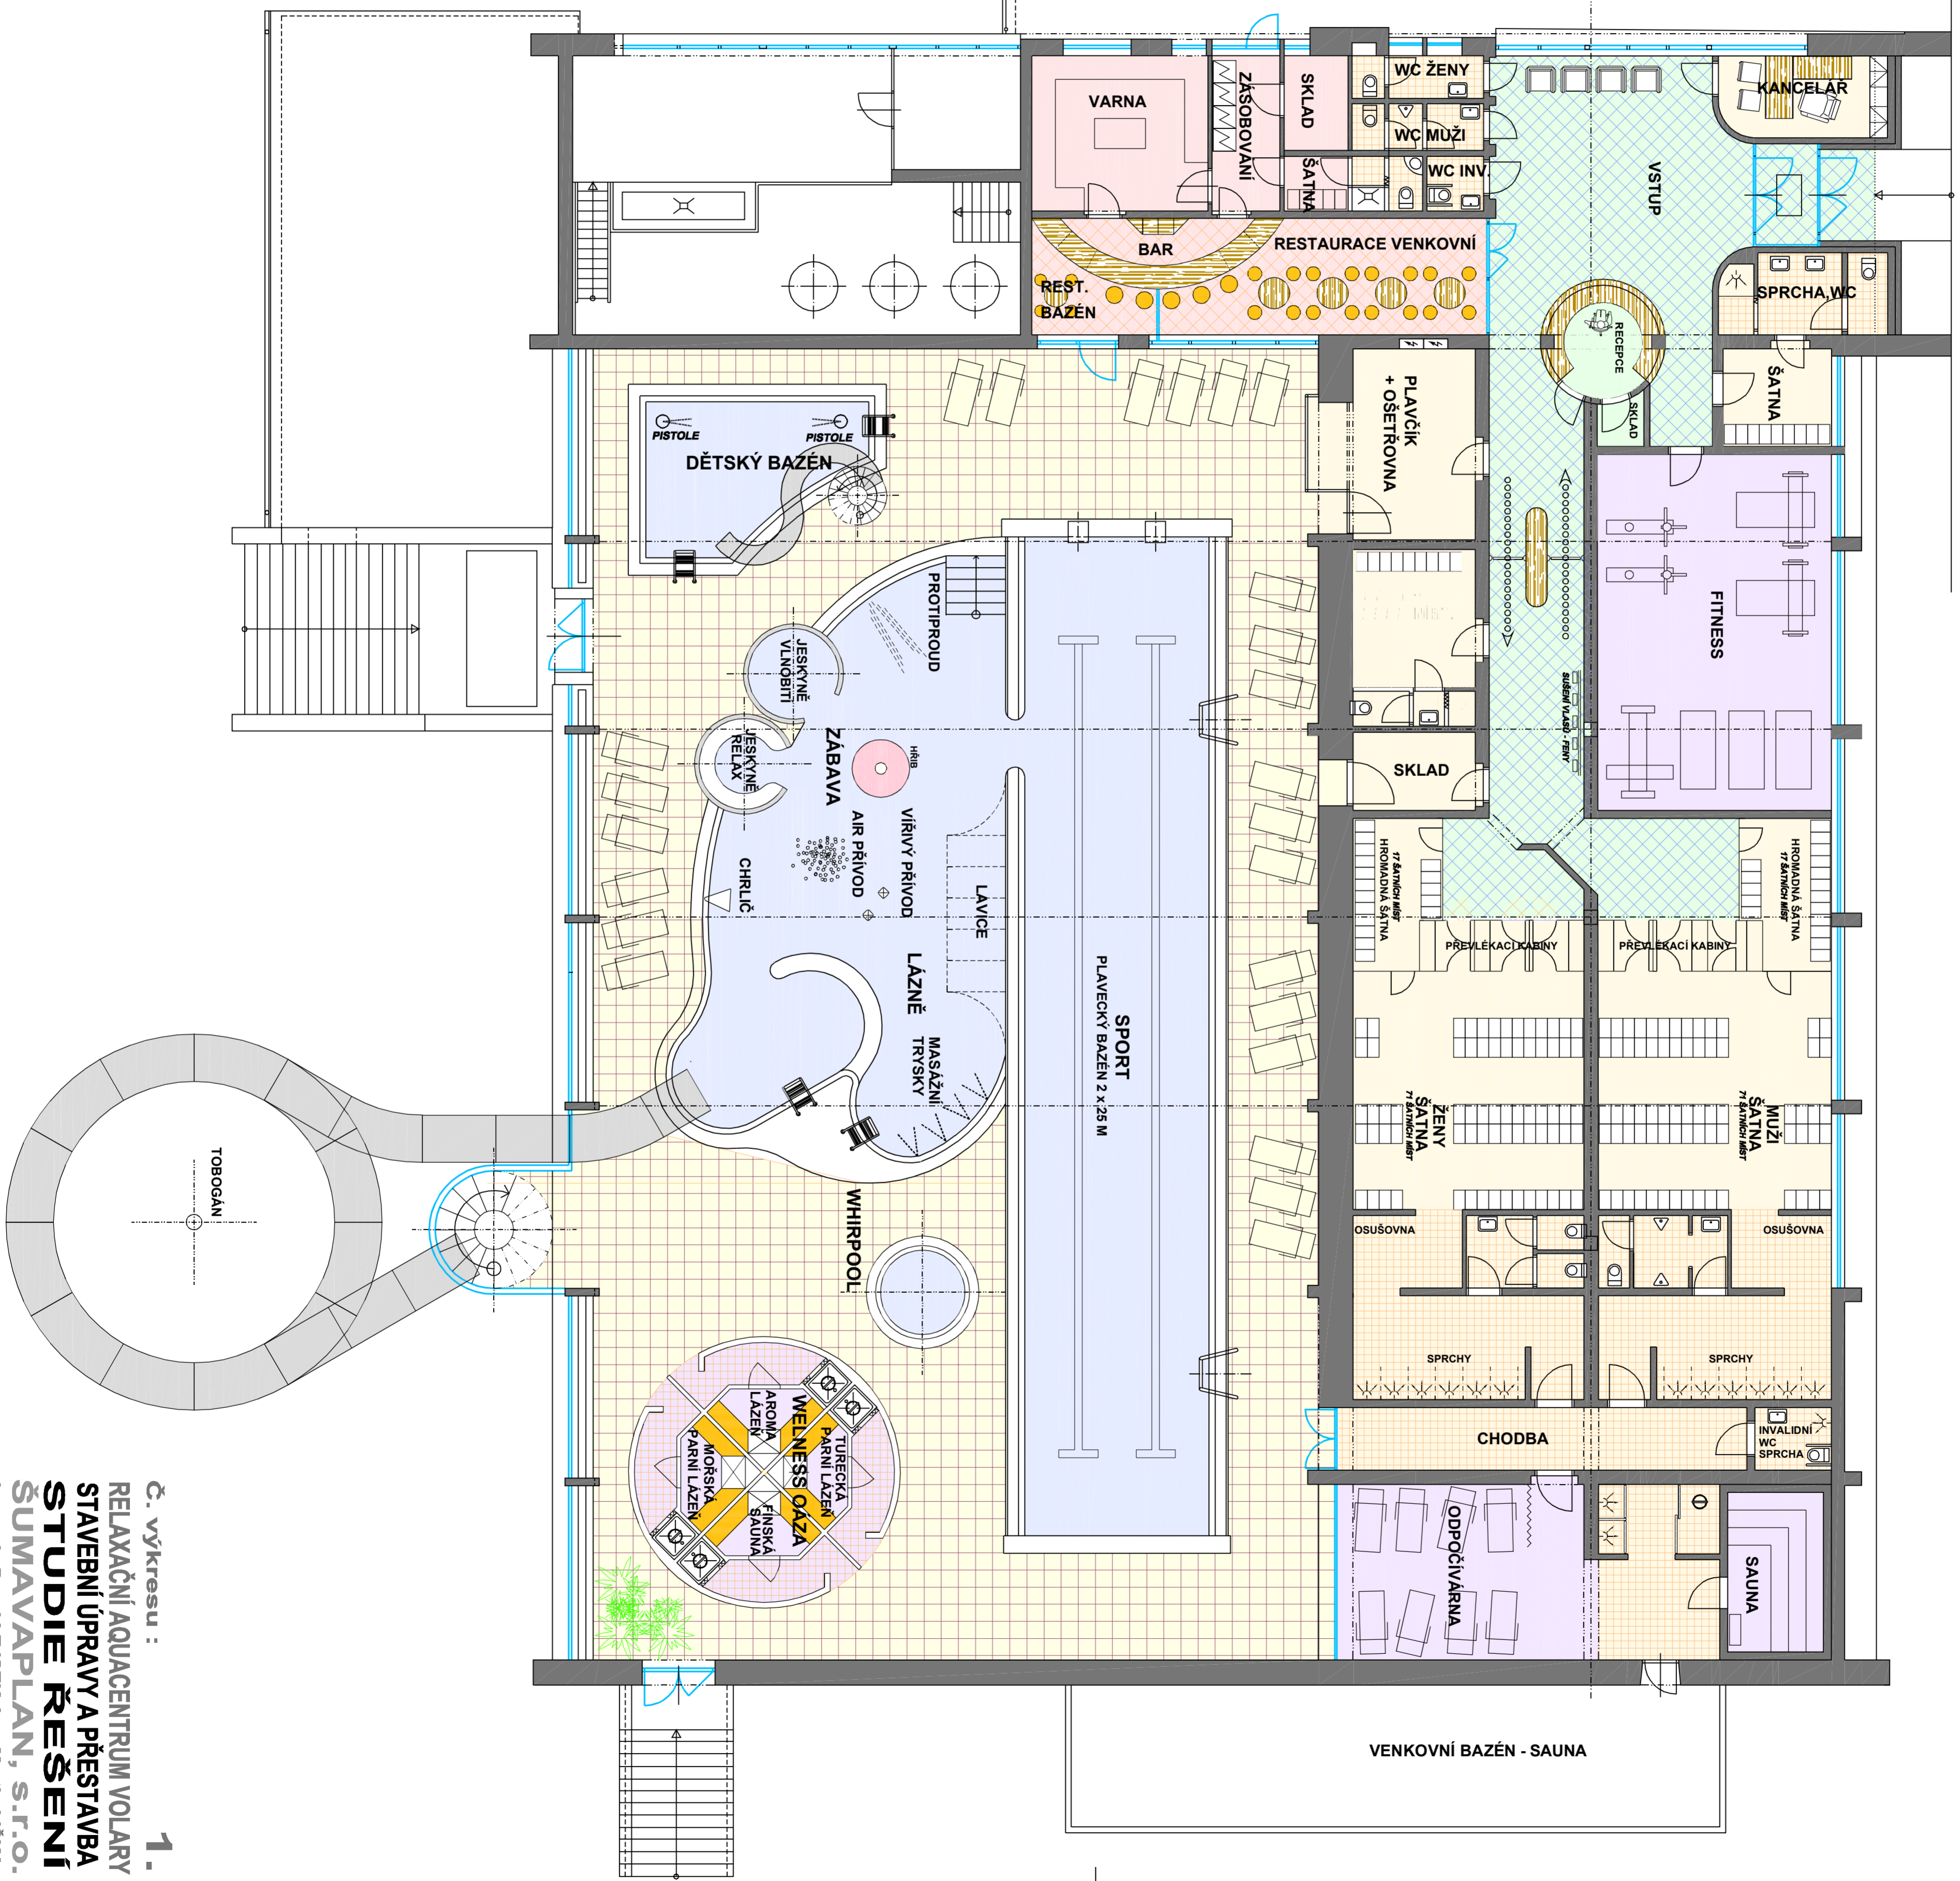 VARNA
ZÁSOBOVÁNÍ
SKLAD
ŠATNA
WC ŽENY
WC MUŽI
WC INV.
VSTUP
KANCELÁŘ
BAR
RESTAURACE VENKOVNÍ
REST.
BAZÉN
SPRCHA,WC
RECEPCE
SKLAD
ŠATNA
PISTOLE
PISTOLE
DĚTSKÝ BAZÉN
PLAVČÍK
+ OŠETŘOVNA
FITNESS
SUŠENÍ VLASŮ - FENY
PROTIPROUD
JESKYNĚ
VLNOBITÍ
JESKYNĚ
RELAX
ZÁBAVA
HŘIB
SKLAD
AIR PŘÍVOD
VÍŘIVÝ PŘÍVOD
CHRLIČ
LAVICE
LÁZNĚ
MASÁŽNÍ
TRYSKY
SPORT
PLAVECKÝ BAZÉN 2 x 25 M
HROMADNÁ ŠATNA
17 ŠATNÍCH MÍST
HROMADNÁ ŠATNA
17 ŠATNÍCH MÍST
PŘEVLÉKACÍ KABINY
PŘEVLÉKACÍ KABINY
ŽENY
ŠATNA
71 ŠATNÍCH MÍST
MUŽI
ŠATNA
71 ŠATNÍCH MÍST
OSUŠOVNA
OSUŠOVNA
SPRCHY
SPRCHY
TOBOGÁN
WHIRPOOL
WELNESS OÁZA
AROMA
LÁZEŇ
TURECKÁ
PARNÍ LÁZEŇ
MOŘSKÁ
PARNÍ LÁZEŇ
FINSKÁ
SAUNA
CHODBA
INVALIDNÍ
WC
SPRCHA
ODPOČÍVÁRNA
SAUNA
VENKOVNÍ BAZÉN - SAUNA
Č. výkresu : 1.
RELAXAČNÍ AQUACENTRUM VOLARY
STAVEBNÍ ÚPRAVY A PŘESTAVBA
STUDIE ŘEŠENÍ
ŠUMAVAPLAN, s.r.o.